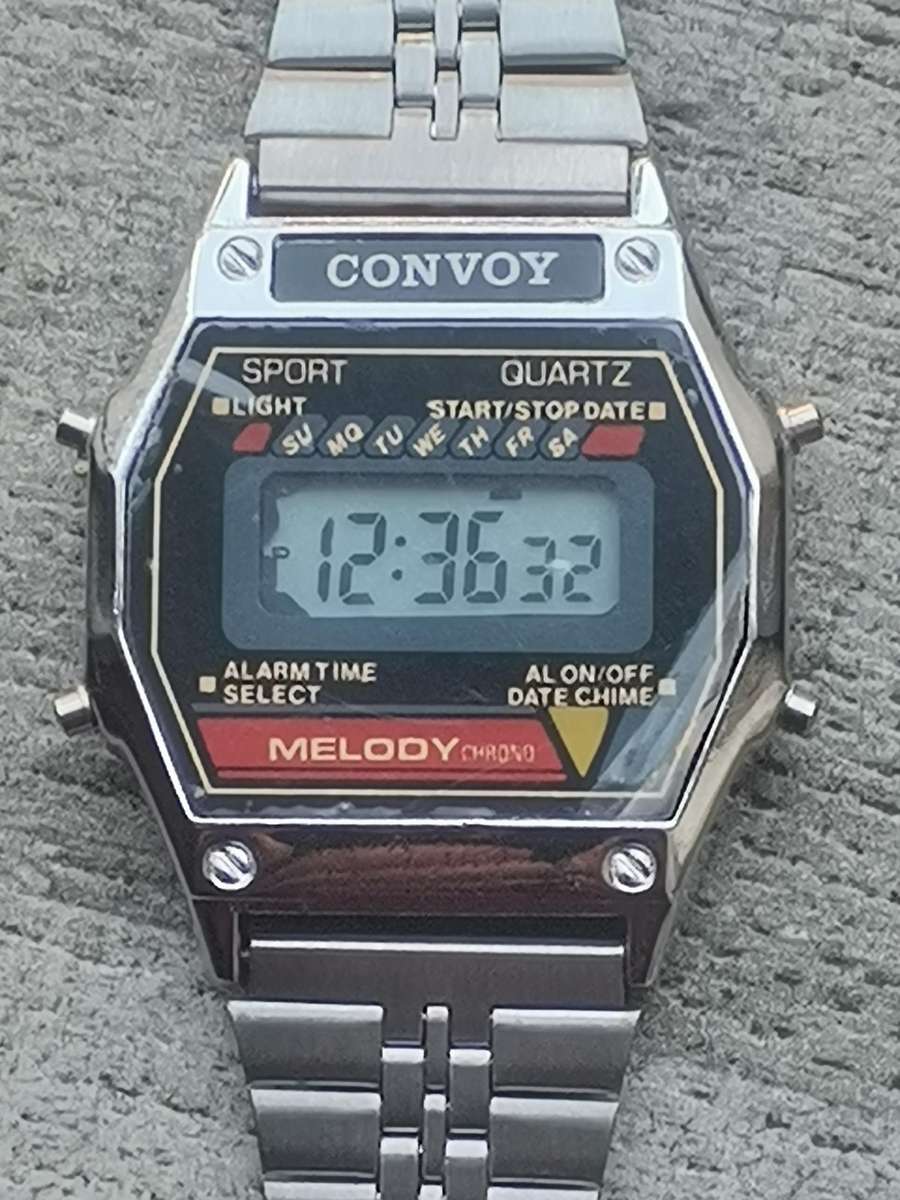 CONVOY
SPORT QUARTZ
LIGHT START/STOP DATE
SU MO TU WE TH FR SA
P 12:36 32
ALARM TIME AL ON/OFF
SELECT DATE CHIME
MELODY CHRONO